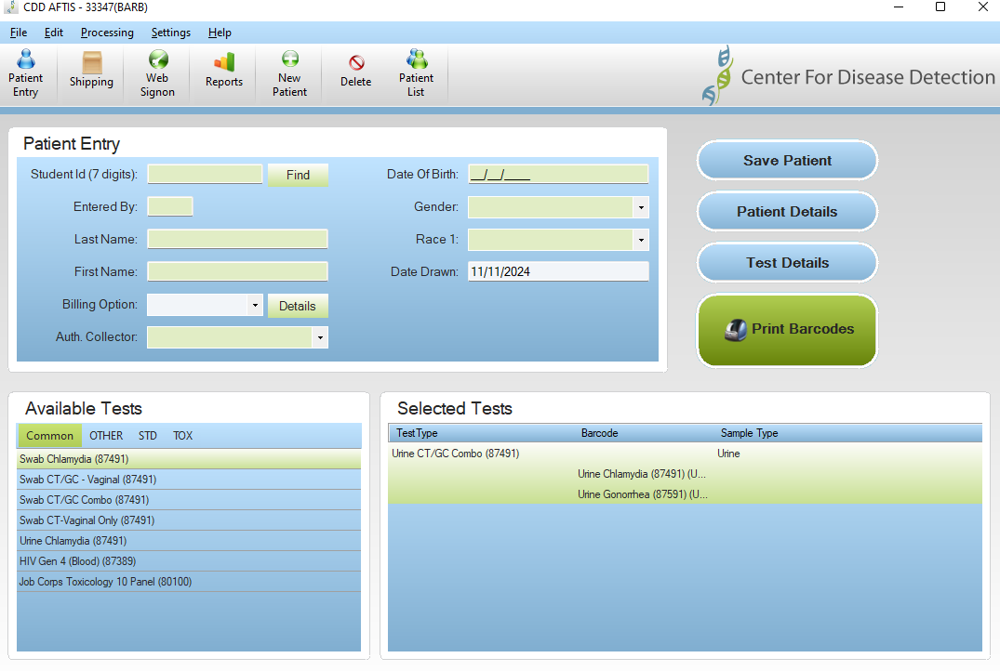 CDD AFTIS - 33347(BARB)
File Edit Processing Settings Help
Patient Entry
Shipping
Web Signon
Reports
New Patient
Delete
Patient List
Center For Disease Detection
Patient Entry
Student Id (7 digits): Find
Date Of Birth: __/__/____
Entered By:
Gender:
Last Name:
Race 1:
First Name:
Date Drawn: 11/11/2024
Billing Option: Details
Auth. Collector:
Save Patient
Patient Details
Test Details
Print Barcodes
Available Tests
Common OTHER STD TOX
Swab Chlamydia (87491)
Swab CT/GC - Vaginal (87491)
Swab CT/GC Combo (87491)
Swab CT-Vaginal Only (87491)
Urine Chlamydia (87491)
HIV Gen 4 (Blood) (87389)
Job Corps Toxicology 10 Panel (80100)
Selected Tests
TestType Barcode Sample Type
Urine CT/GC Combo (87491) Urine
Urine Chlamydia (87491) (U...
Urine Gonorrhea (87591) (U...